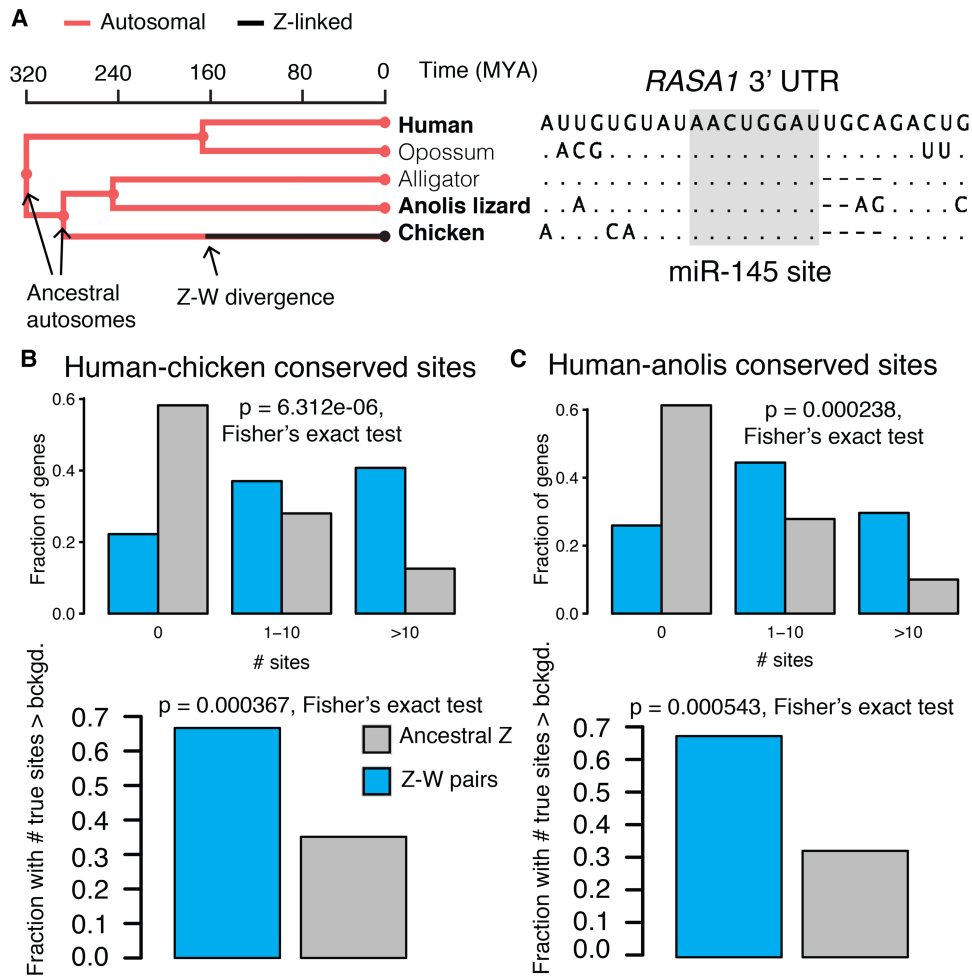 A
Autosomal
Z-linked
320 240 160 80 0 Time (MYA)
Human
Opossum
Alligator
Anolis lizard
Chicken
Ancestral
autosomes
Z-W divergence
RASA1 3' UTR
AUUGUGUAUAACUGGAUUGCAGACUG
.ACG...................UU.
.................----.....
..A..............--AG....C
A...CA...........----.....
miR-145 site
B
Human-chicken conserved sites
p = 6.312e-06,
Fisher's exact test
Fraction of genes
0.6
0.4
0.2
0.0
0 1–10 >10
# sites
C
Human-anolis conserved sites
p = 0.000238,
Fisher's exact test
Fraction of genes
0.6
0.4
0.2
0.0
0 1–10 >10
# sites
p = 0.000367, Fisher's exact test
Fraction with # true sites > bckgd.
0.7
0.6
0.5
0.4
0.3
0.2
0.1
0.0
Ancestral Z
Z-W pairs
p = 0.000543, Fisher's exact test
Fraction with # true sites > bckgd.
0.7
0.6
0.5
0.4
0.3
0.2
0.1
0.0